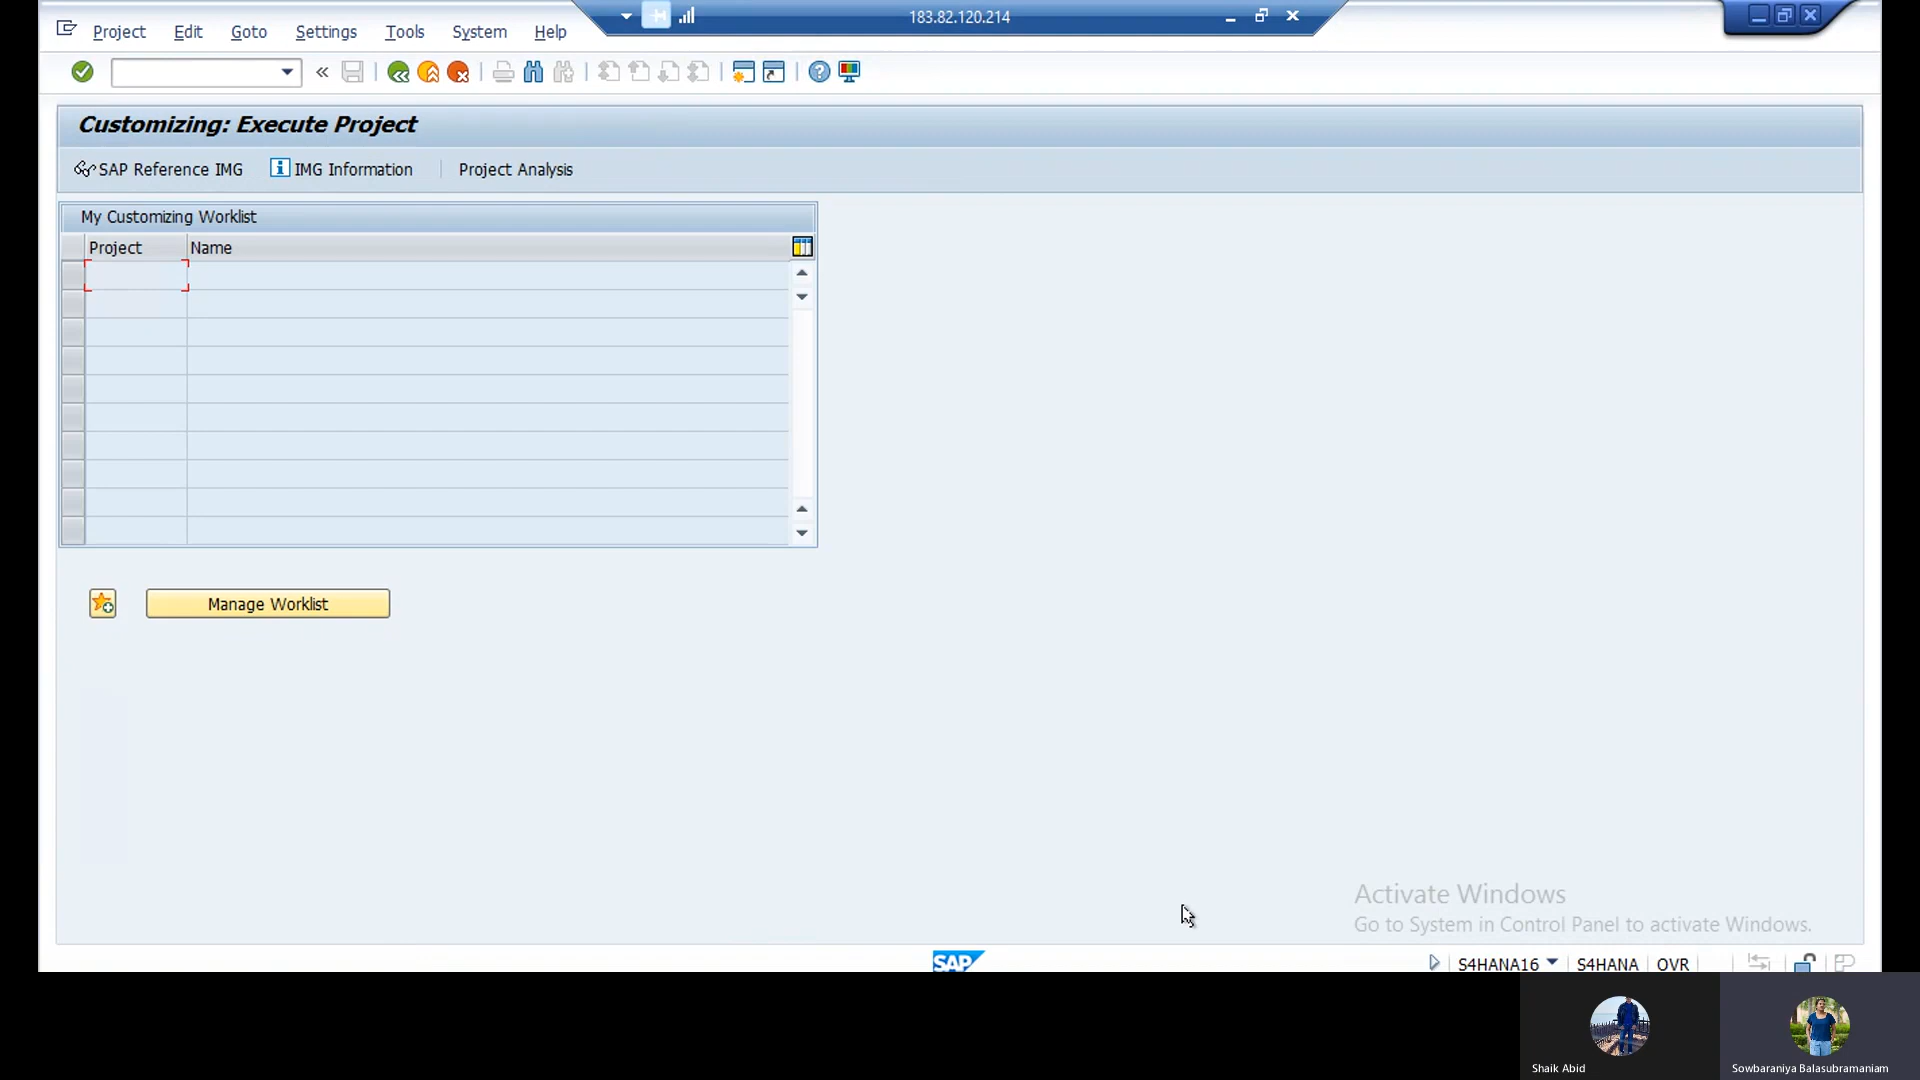 183.82.120.214
Project Edit Goto Settings Tools System Help
Customizing: Execute Project
SAP Reference IMG IMG Information Project Analysis
My Customizing Worklist
Project Name
Manage Worklist
Activate Windows
Go to System in Control Panel to activate Windows.
SAP S4HANA16 S4HANA OVR
Shaik Abid Sowbaraniya Balasubramaniam